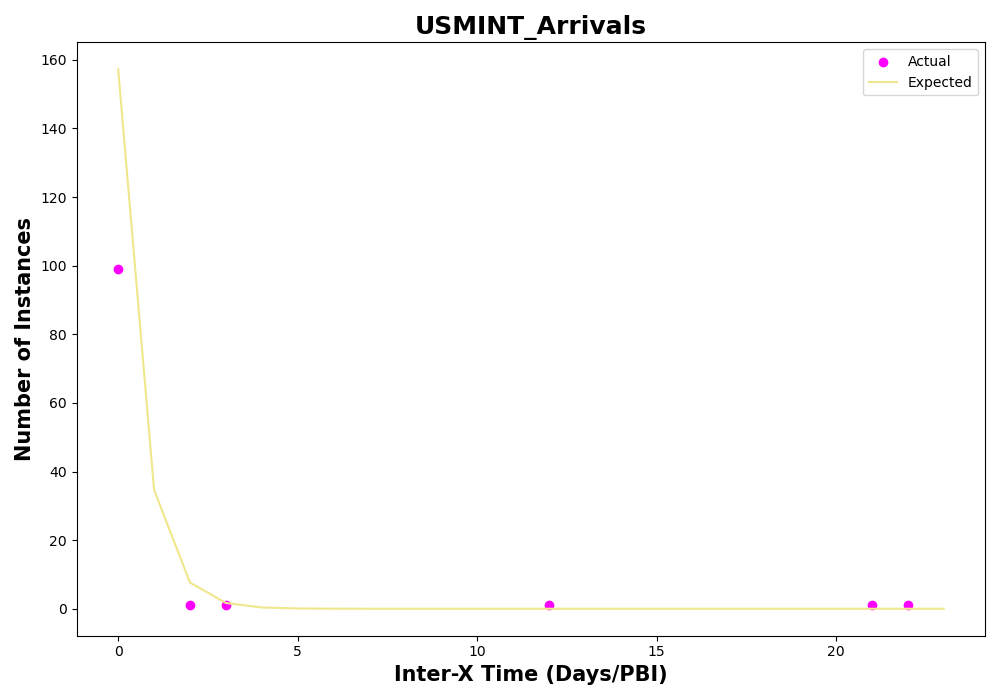 USMINT_Arrivals
Actual
Expected
160
140
120
100
80
60
40
20
0
Number of Instances
0 5 10 15 20
Inter-X Time (Days/PBI)